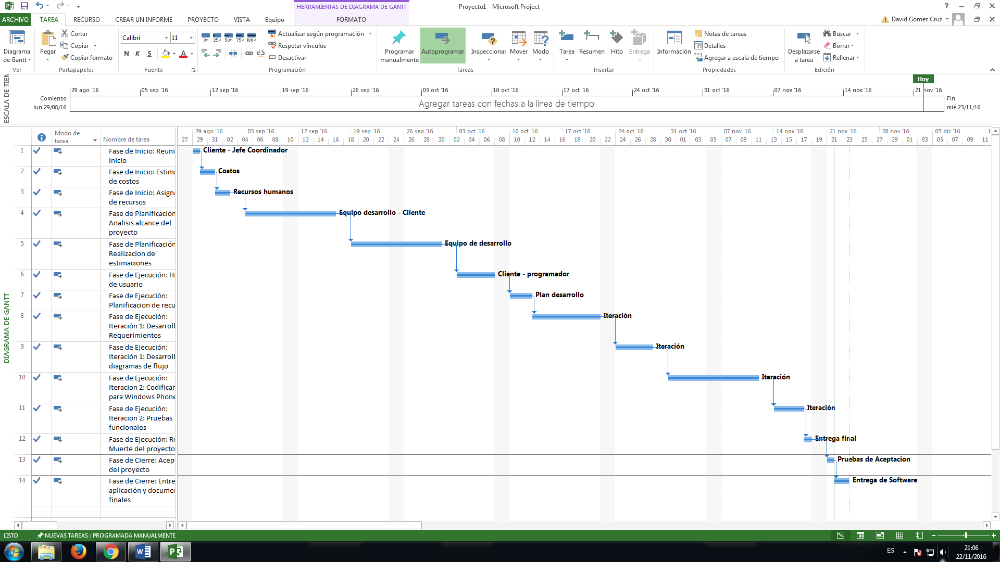 HERRAMIENTAS DE DIAGRAMA DE GANTT
Proyecto1 - Microsoft Project
ARCHIVO TAREA RECURSO CREAR UN INFORME PROYECTO VISTA Equipo FORMATO David Gomez Cruz
Diagrama de Gantt
Ver
Pegar
Cortar
Copiar
Copiar formato
Portapapeles
Calibri 11
N K S
Fuente
0% 25% 50% 75% 100%
Actualizar según programación
Respetar vínculos
Desactivar
Programación
Programar manualmente
Autoprogramar
Inspeccionar
Mover
Modo
Tareas
Tarea
Resumen
Hito
Entrega
Insertar
Información
Notas de tareas
Detalles
Agregar a escala de tiempo
Propiedades
Desplazarse a tarea
Buscar
Borrar
Rellenar
Edición
ESCALA DE TIEM
Hoy
29 ago '16 05 sep '16 12 sep '16 19 sep '16 26 sep '16 03 oct '16 10 oct '16 17 oct '16 24 oct '16 31 oct '16 07 nov '16 14 nov '16 21 nov '16
Comienzo
lun 29/08/16
Agregar tareas con fechas a la línea de tiempo
Fin
mié 23/11/16
DIAGRAMA DE GANTT
Modo de tarea
Nombre de tarea
29 ago '16 05 sep '16 12 sep '16 19 sep '16 26 sep '16 03 oct '16 10 oct '16 17 oct '16 24 oct '16 31 oct '16 07 nov '16 14 nov '16 21 nov '16 28 nov '16 05 dic '16 1
27 29 31 02 04 06 08 10 12 14 16 18 20 22 24 26 28 30 02 04 06 08 10 12 14 16 18 20 22 24 26 28 30 01 03 05 07 09 11 13 15 17 19 21 23 25 27 29 01 03 05 07 09 11
1 Fase de Inicio: Reuni
Inicio
Cliente - Jefe Coordinador
2 Fase de Inicio: Estima
de costos
Costos
3 Fase de Inicio: Asigna
de recursos
Recursos humanos
4 Fase de Planificación
Analisis alcance del
proyecto
Equipo desarrollo - Cliente
5 Fase de Planificación
Realizacion de
estimaciones
Equipo de desarrollo
6 Fase de Ejecución: Hi
de usuario
Cliente - programador
7 Fase de Ejecución:
Planificacion de recu
Plan desarrollo
8 Fase de Ejecución:
Iteración 1: Desarroll
Requerimientos
Iteración
9 Fase de Ejecución:
Iteración 1: Desarroll
diagramas de flujo
Iteración
10 Fase de Ejecución:
Iteracion 2: Codificar
para Windows Phone
Iteración
11 Fase de Ejecución:
Iteracion 2: Pruebas
funcionales
Iteración
12 Fase de Ejecución: Re
Muerte del proyecto
Entrega final
13 Fase de Cierre: Acep
del proyecto
Pruebas de Aceptacion
14 Fase de Cierre: Entre
aplicación y docume
finales
Entrega de Software
LISTO NUEVAS TAREAS : PROGRAMADA MANUALMENTE
ES
21:06
22/11/2016